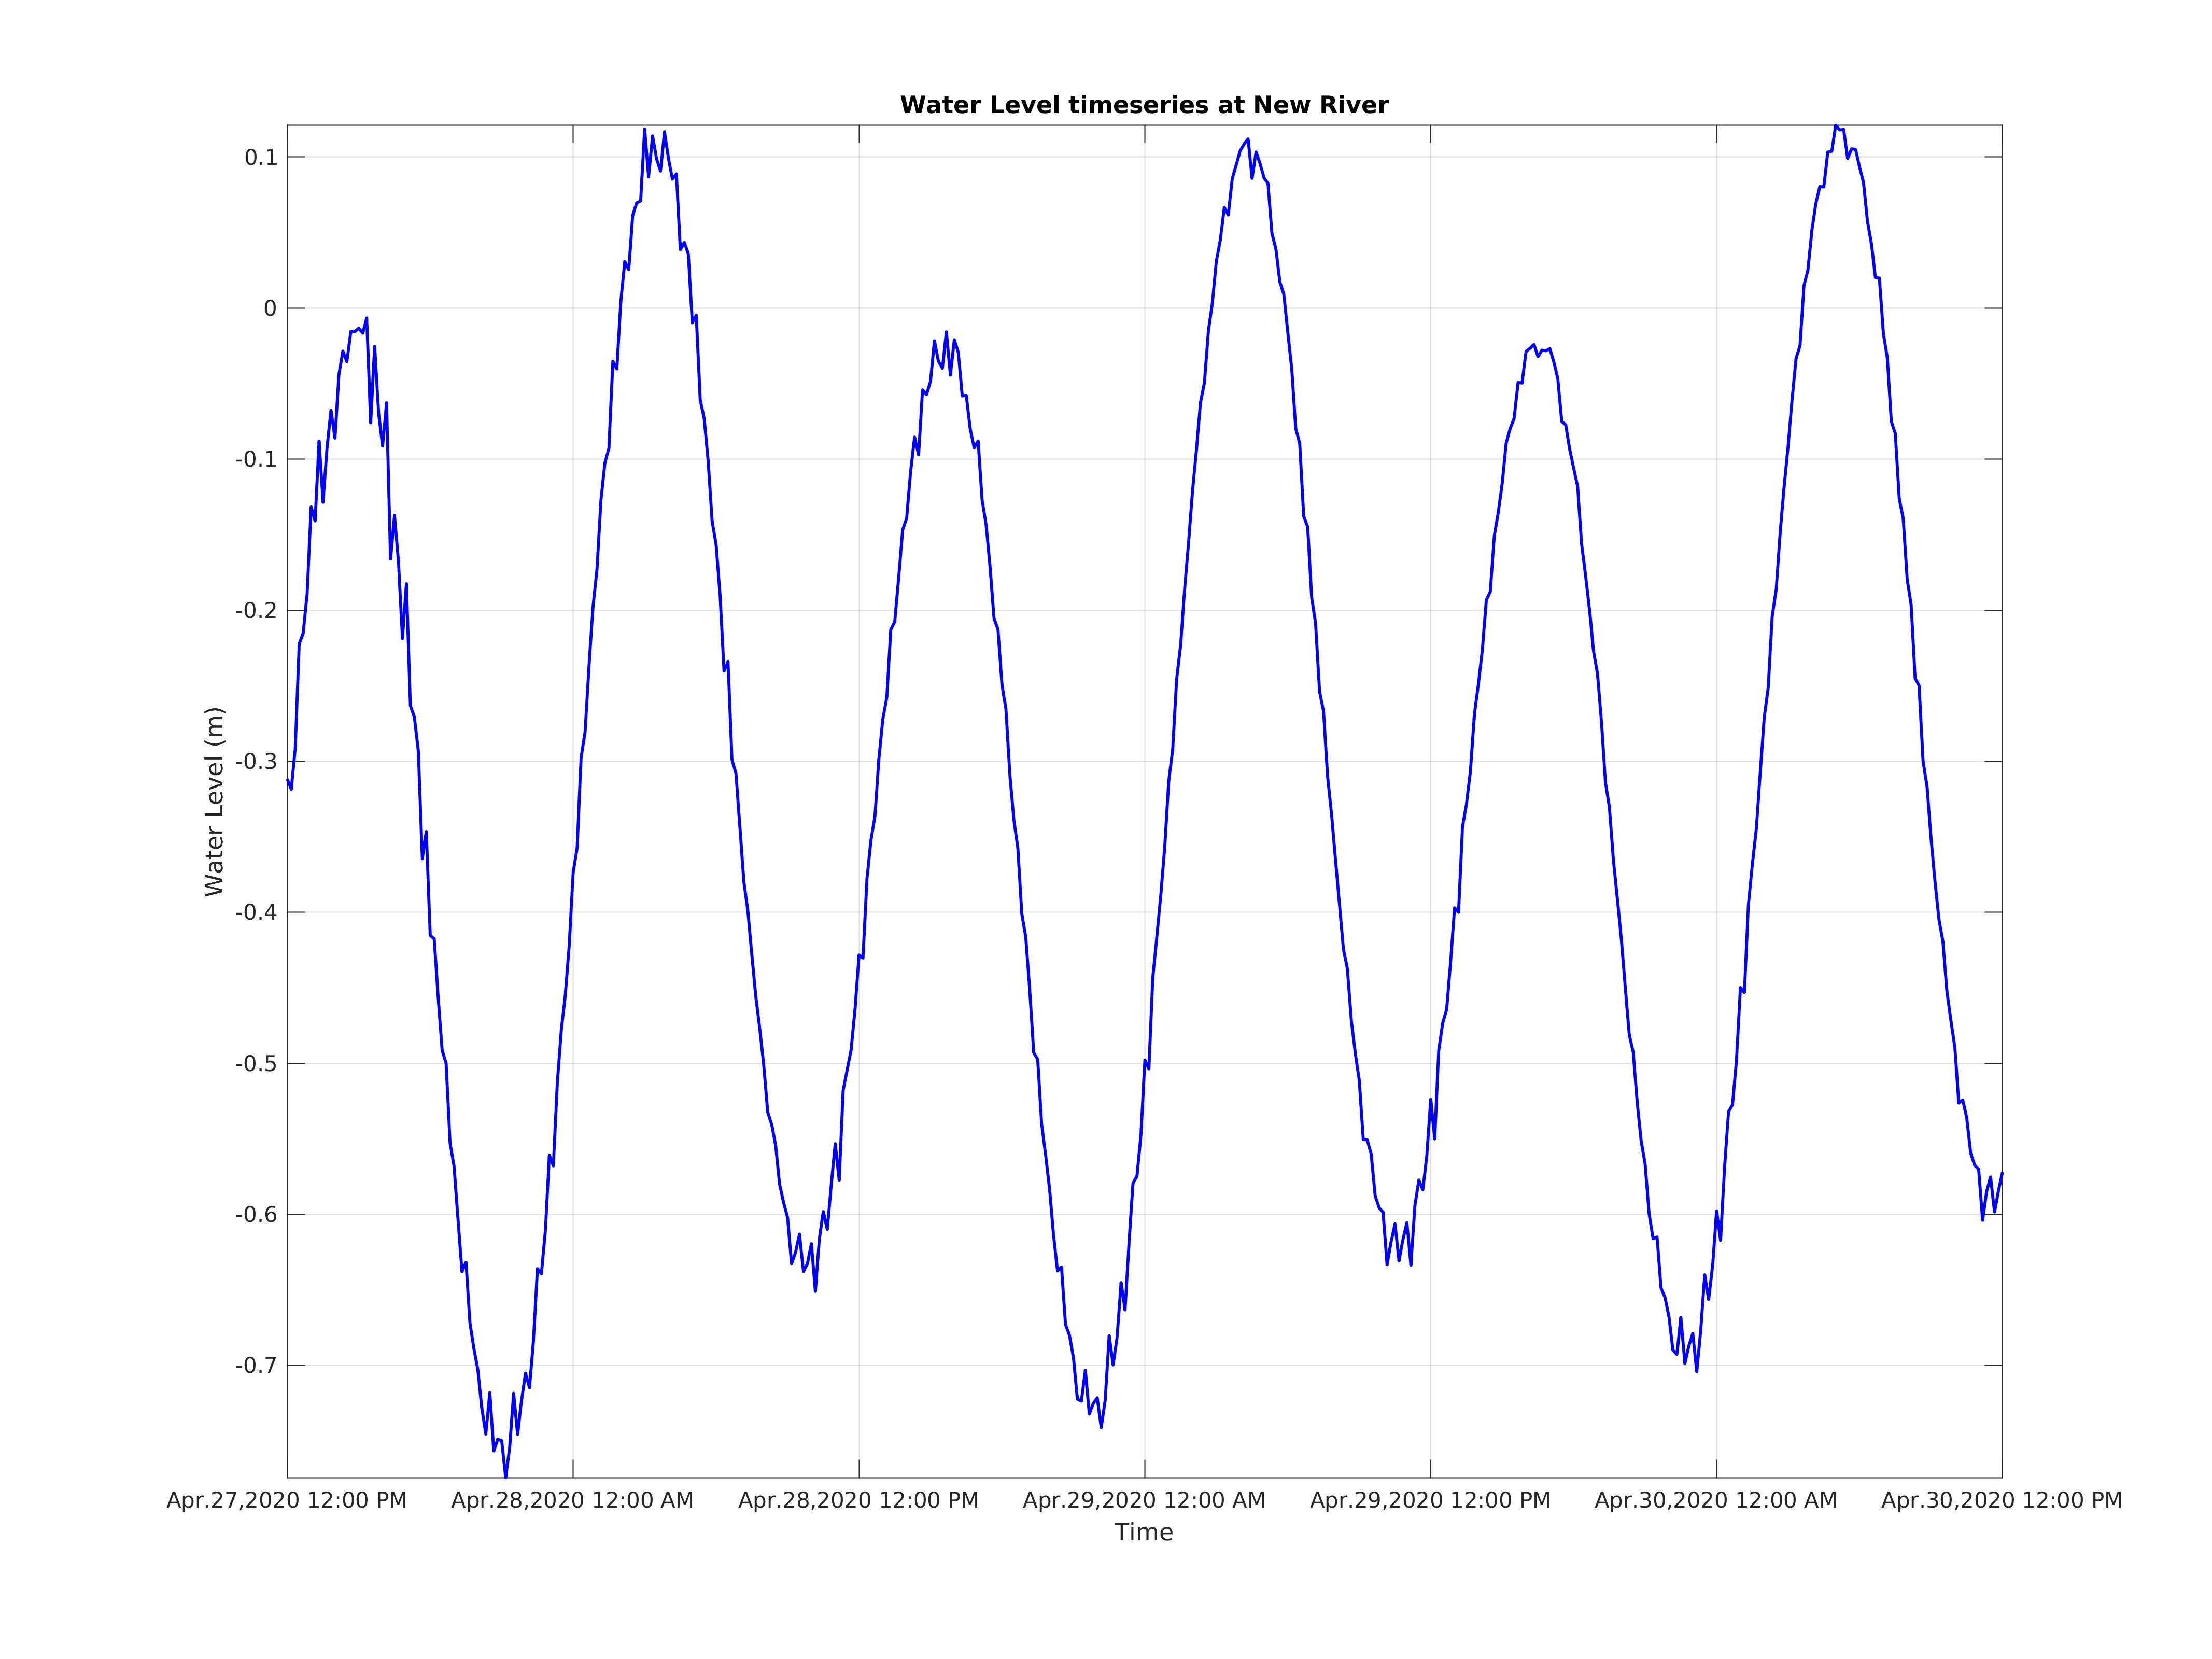 Water Level timeseries at New River
0.1
0
-0.1
-0.2
-0.3
-0.4
-0.5
-0.6
-0.7
Water Level (m)
Apr.27,2020 12:00 PM
Apr.28,2020 12:00 AM
Apr.28,2020 12:00 PM
Apr.29,2020 12:00 AM
Apr.29,2020 12:00 PM
Apr.30,2020 12:00 AM
Apr.30,2020 12:00 PM
Time